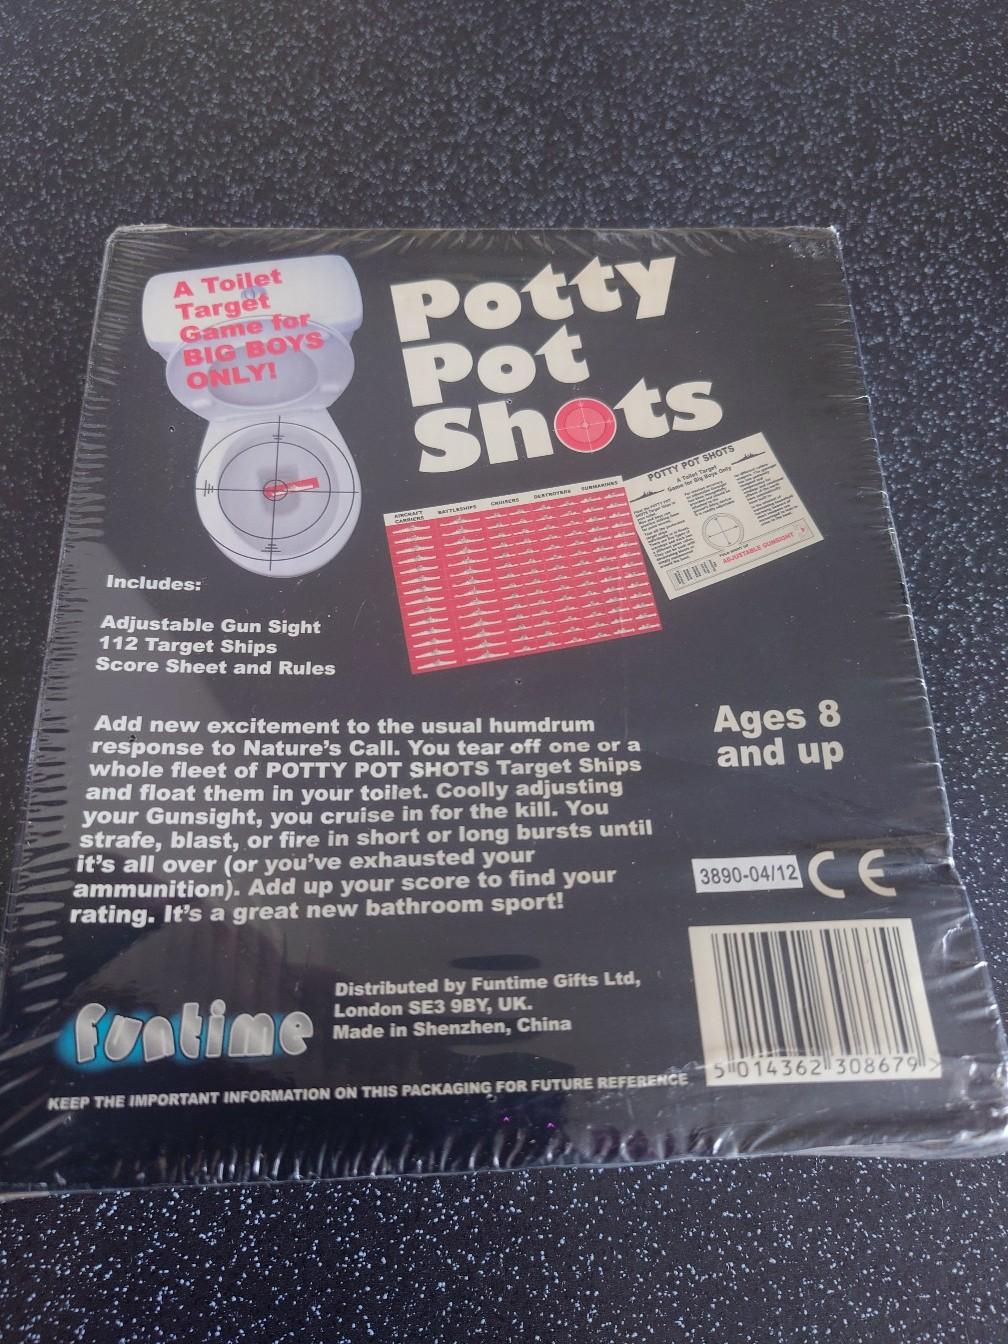 A Toilet
Target
Game for
BIG BOYS
ONLY!
Potty
Pot
Shots
AIRCRAFT
CARRIERS
BATTLESHIPS
CRUISERS
DESTROYERS
SUBMARINES
POTTY POT SHOTS
A Toilet Target
Game for Big Boys Only
ADJUSTABLE GUNSIGHT
Includes:
Adjustable Gun Sight
112 Target Ships
Score Sheet and Rules
Add new excitement to the usual humdrum
response to Nature's Call. You tear off one or a
whole fleet of POTTY POT SHOTS Target Ships
and float them in your toilet. Coolly adjusting
your Gunsight, you cruise in for the kill. You
strafe, blast, or fire in short or long bursts until
it's all over (or you've exhausted your
ammunition). Add up your score to find your
rating. It's a great new bathroom sport!
Ages 8
and up
3890-04/12
CE
funtime
Distributed by Funtime Gifts Ltd,
London SE3 9BY, UK.
Made in Shenzhen, China
5 014362 308679 >
KEEP THE IMPORTANT INFORMATION ON THIS PACKAGING FOR FUTURE REFERENCE